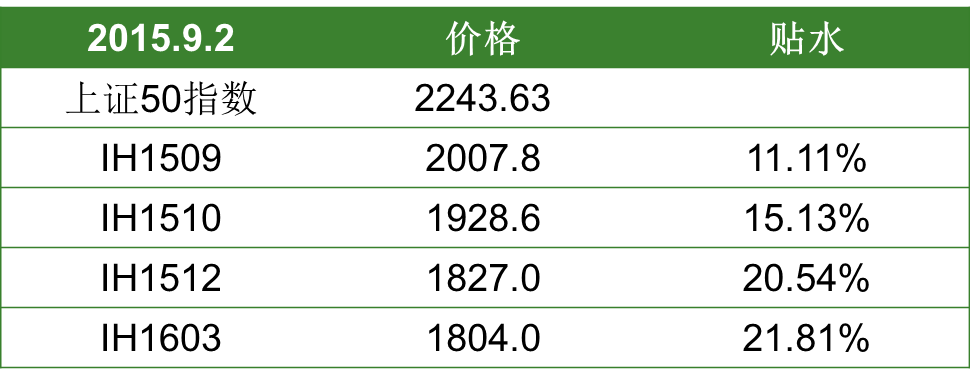 2015.9.2 价格 贴水
上证50指数 2243.63
IH1509 2007.8 11.11%
IH1510 1928.6 15.13%
IH1512 1827.0 20.54%
IH1603 1804.0 21.81%